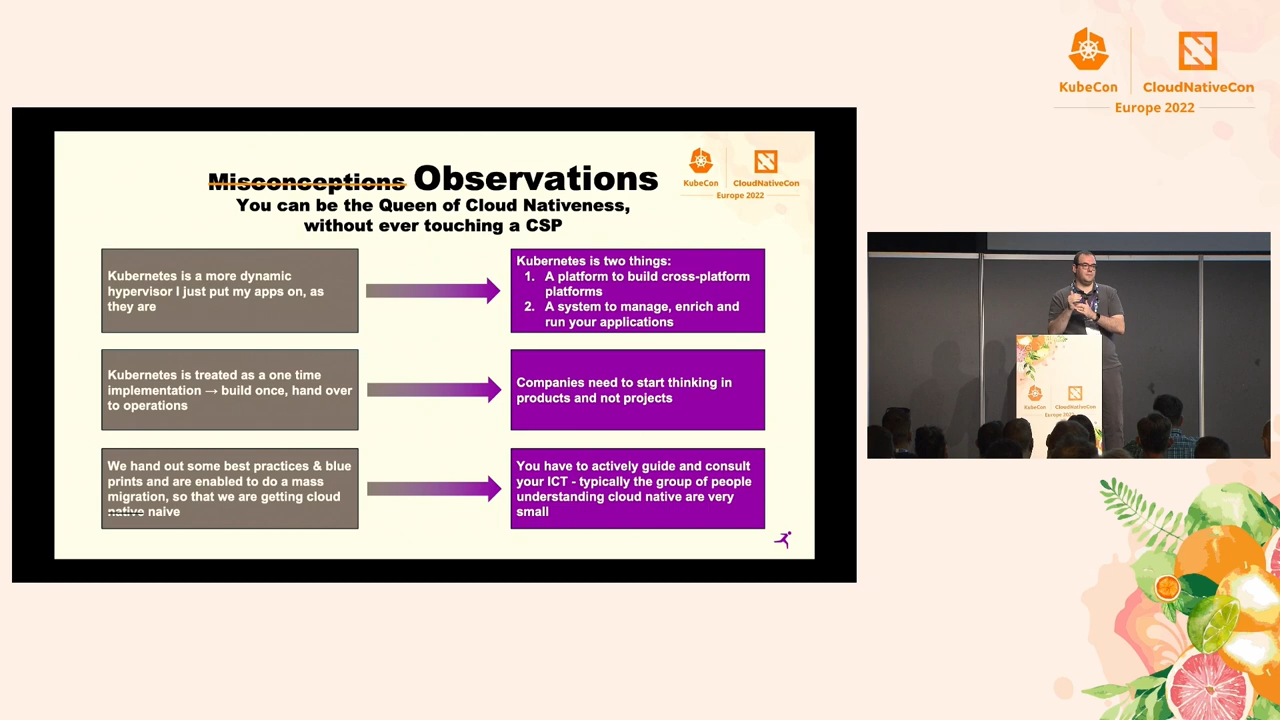 KubeCon
CloudNativeCon
Europe 2022
Misconceptions Observations
You can be the Queen of Cloud Nativeness,
without ever touching a CSP
KubeCon
CloudNativeCon
Europe 2022
Kubernetes is a more dynamic
hypervisor I just put my apps on, as
they are
Kubernetes is two things:
1. A platform to build cross-platform
platforms
2. A system to manage, enrich and
run your applications
Kubernetes is treated as a one time
implementation → build once, hand over
to operations
Companies need to start thinking in
products and not projects
We hand out some best practices & blue
prints and are enabled to do a mass
migration, so that we are getting cloud
native naive
You have to actively guide and consult
your ICT - typically the group of people
understanding cloud native are very
small
KubeCon
CloudNativeCon
Europe 2022